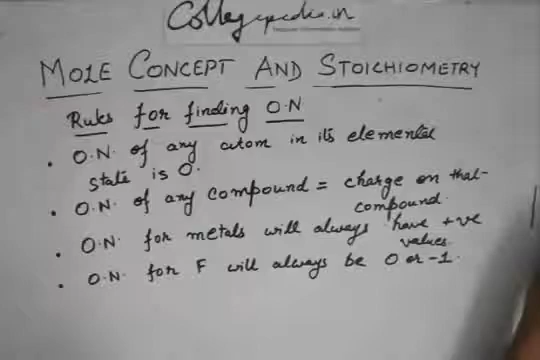 Collegepedia.in
MOLE CONCEPT AND STOICHIOMETRY
Rules for finding O.N
. O.N. of any atom in its elemental
state is 0.
. O.N. of any compound = charge on that
compound.
. O.N. for metals will always have +ve
values.
. O.N. for F will always be 0 or -1.